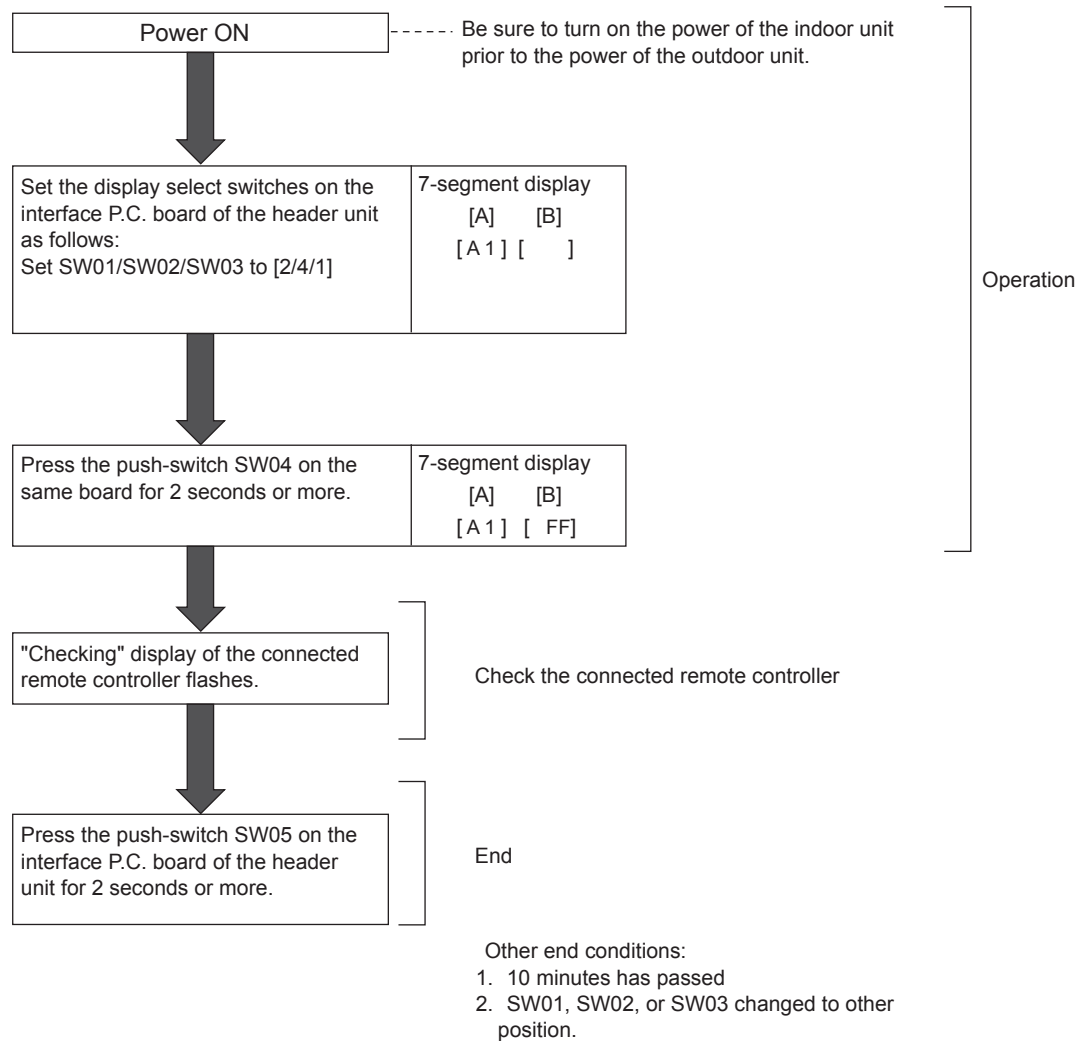 Power ON
Be sure to turn on the power of the indoor unit
prior to the power of the outdoor unit.
Set the display select switches on the
interface P.C. board of the header unit
as follows:
Set SW01/SW02/SW03 to [2/4/1]
7-segment display
[A] [B]
[ A 1 ] [ ]
Operation
Press the push-switch SW04 on the
same board for 2 seconds or more.
7-segment display
[A] [B]
[ A 1 ] [ FF]
"Checking" display of the connected
remote controller flashes.
Check the connected remote controller
Press the push-switch SW05 on the
interface P.C. board of the header
unit for 2 seconds or more.
End
Other end conditions:
1. 10 minutes has passed
2. SW01, SW02, or SW03 changed to other
position.